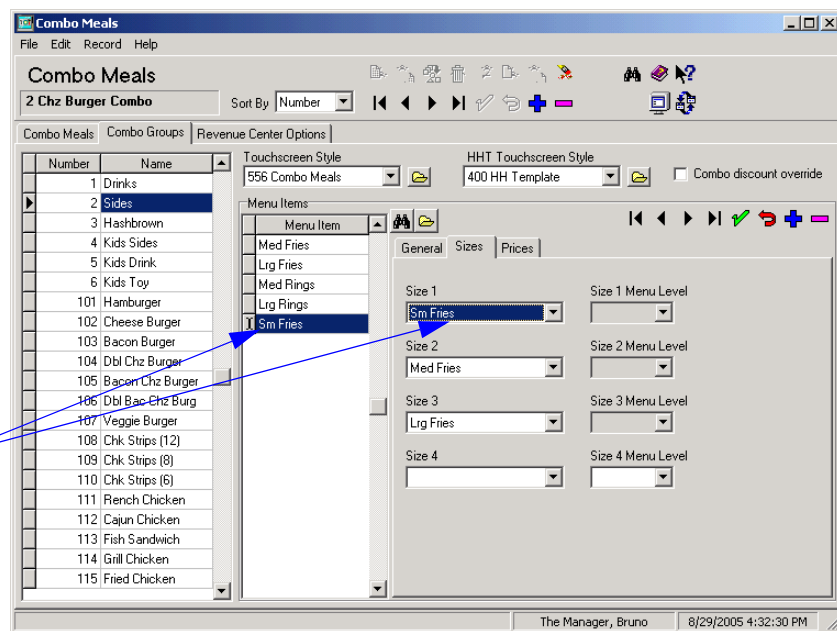 Combo Meals
File Edit Record Help
Combo Meals
2 Chz Burger Combo
Sort By Number
Combo Meals Combo Groups Revenue Center Options
Number Name
1 Drinks
2 Sides
3 Hashbrown
4 Kids Sides
5 Kids Drink
6 Kids Toy
101 Hamburger
102 Cheese Burger
103 Bacon Burger
104 Dbl Chz Burger
105 Bacon Chz Burger
106 Dbl Bac Chz Burg
107 Veggie Burger
108 Chk Strips (12)
109 Chk Strips (8)
110 Chk Strips (6)
111 Rench Chicken
112 Cajun Chicken
113 Fish Sandwich
114 Grill Chicken
115 Fried Chicken
Touchscreen Style
556 Combo Meals
HHT Touchscreen Style
400 HH Template
Combo discount override
Menu Items
Menu Item
Med Fries
Lrg Fries
Med Rings
Lrg Rings
Sm Fries
General Sizes Prices
Size 1 Size 1 Menu Level
Sm Fries
Size 2 Size 2 Menu Level
Med Fries
Size 3 Size 3 Menu Level
Lrg Fries
Size 4 Size 4 Menu Level
The Manager, Bruno 8/29/2005 4:32:30 PM